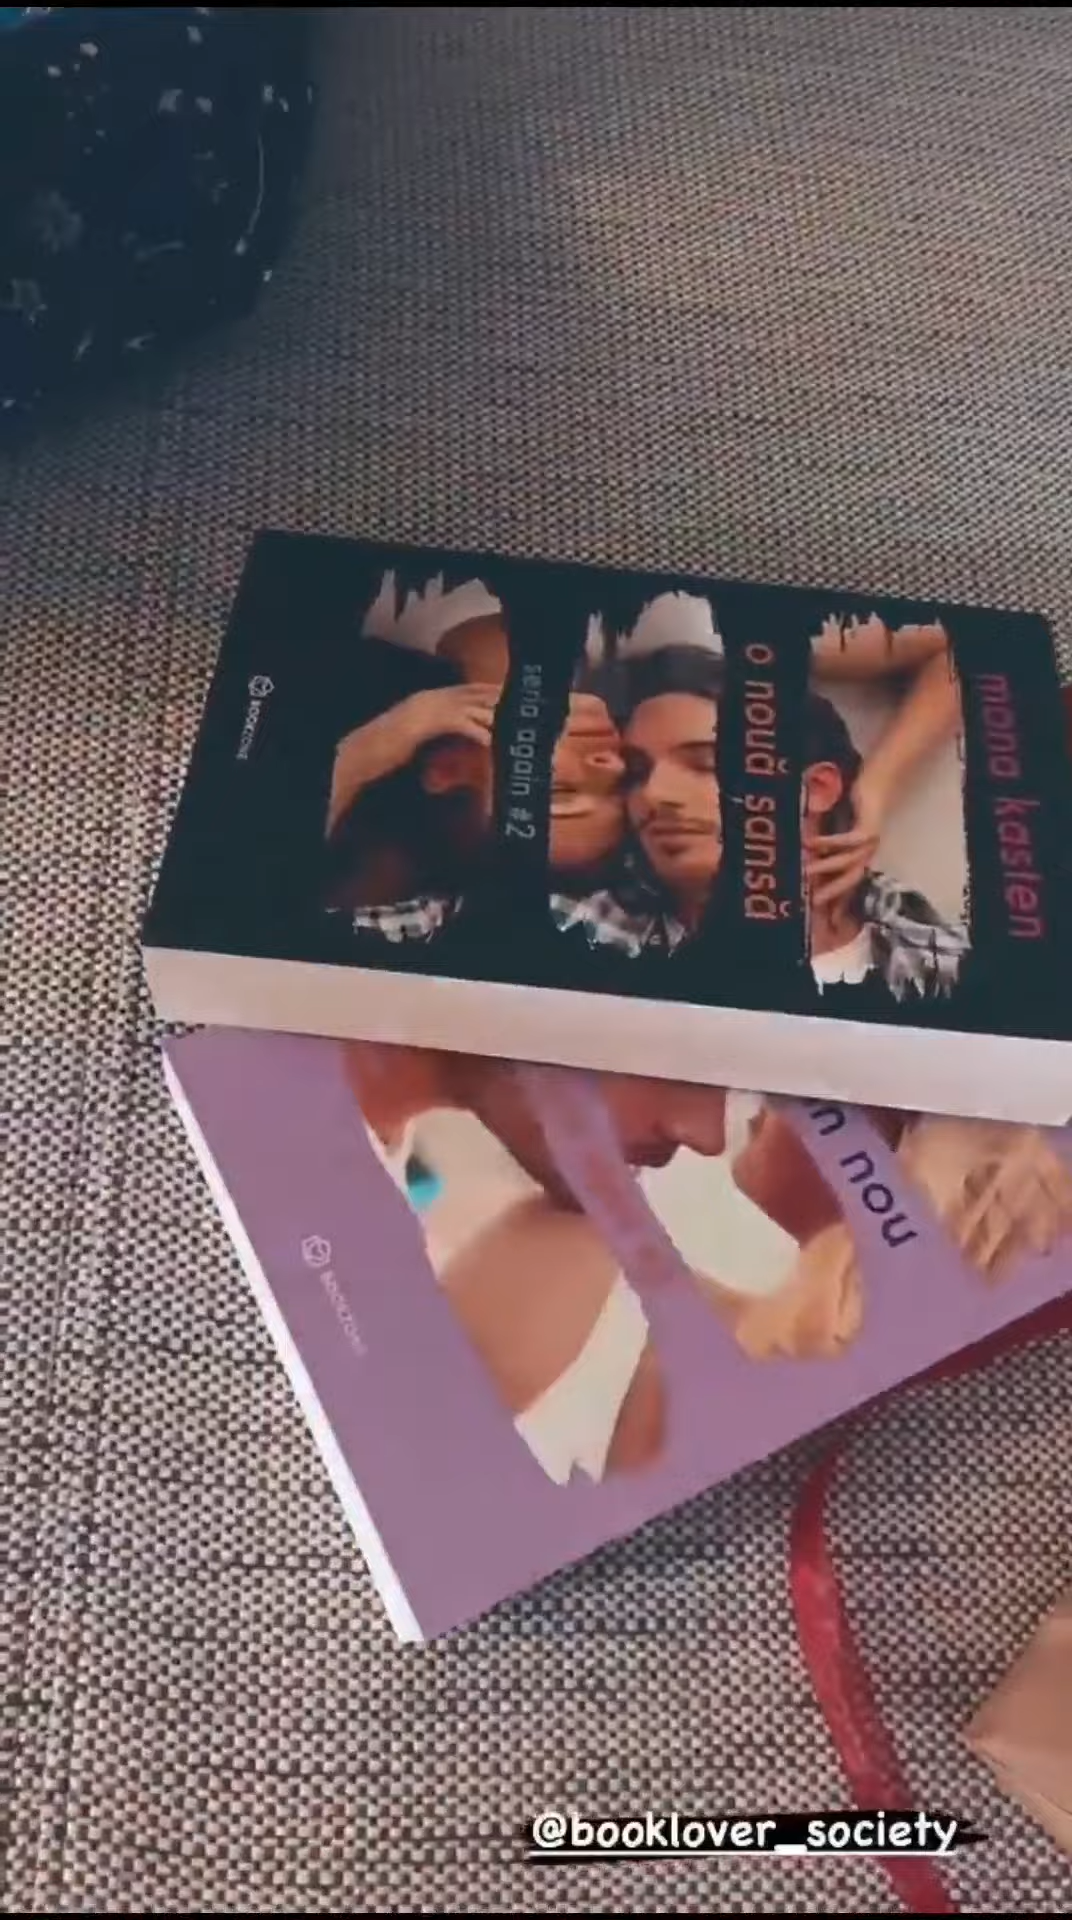 mona kasten
o nouă șansă
seria again #2
BOOKZONE
n nou
BOOKZONE
@booklover_society